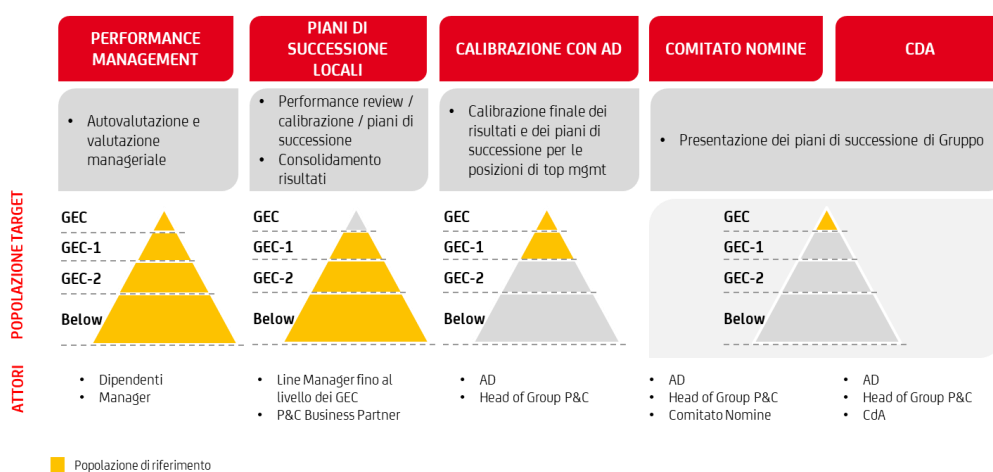 PERFORMANCE
MANAGEMENT
PIANI DI
SUCCESSIONE
LOCALI
CALIBRAZIONE CON AD
COMITATO NOMINE
CDA
• Autovalutazione e
valutazione
manageriale
• Performance review /
calibrazione / piani di
successione
• Consolidamento
risultati
• Calibrazione finale dei
risultati e dei piani di
successione per le
posizioni di top mgmt
• Presentazione dei piani di successione di Gruppo
POPOLAZIONE TARGET
GEC
GEC-1
GEC-2
Below
GEC
GEC-1
GEC-2
Below
GEC
GEC-1
GEC-2
Below
GEC
GEC-1
GEC-2
Below
ATTORI
• Dipendenti
• Manager
• Line Manager fino al
livello dei GEC
• P&C Business Partner
• AD
• Head of Group P&C
• AD
• Head of Group P&C
• Comitato Nomine
• AD
• Head of Group P&C
• CdA
Popolazione di riferimento